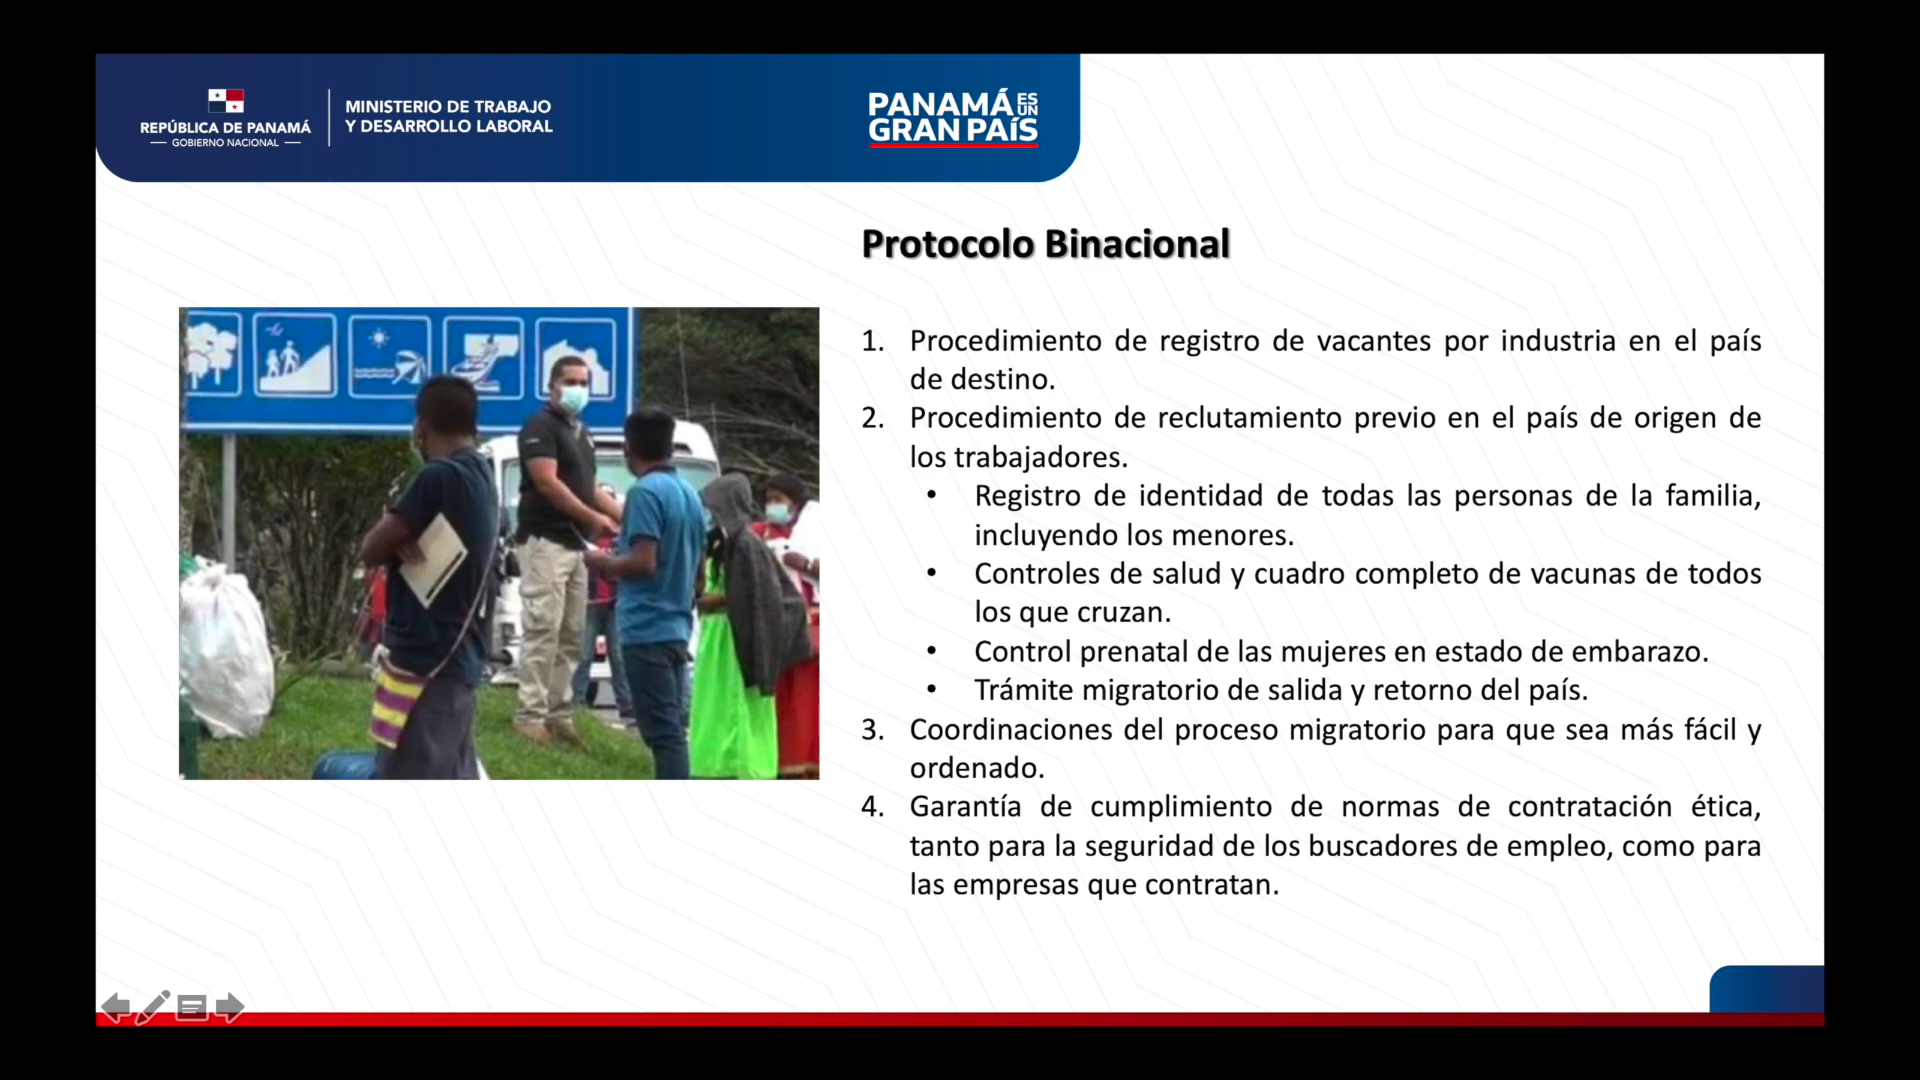 REPÚBLICA DE PANAMÁ
GOBIERNO NACIONAL
MINISTERIO DE TRABAJO
Y DESARROLLO LABORAL
PANAMÁ ES UN
GRAN PAÍS
Protocolo Binacional
1. Procedimiento de registro de vacantes por industria en el país
de destino.
2. Procedimiento de reclutamiento previo en el país de origen de
los trabajadores.
• Registro de identidad de todas las personas de la familia,
incluyendo los menores.
• Controles de salud y cuadro completo de vacunas de todos
los que cruzan.
• Control prenatal de las mujeres en estado de embarazo.
• Trámite migratorio de salida y retorno del país.
3. Coordinaciones del proceso migratorio para que sea más fácil y
ordenado.
4. Garantía de cumplimiento de normas de contratación ética,
tanto para la seguridad de los buscadores de empleo, como para
las empresas que contratan.